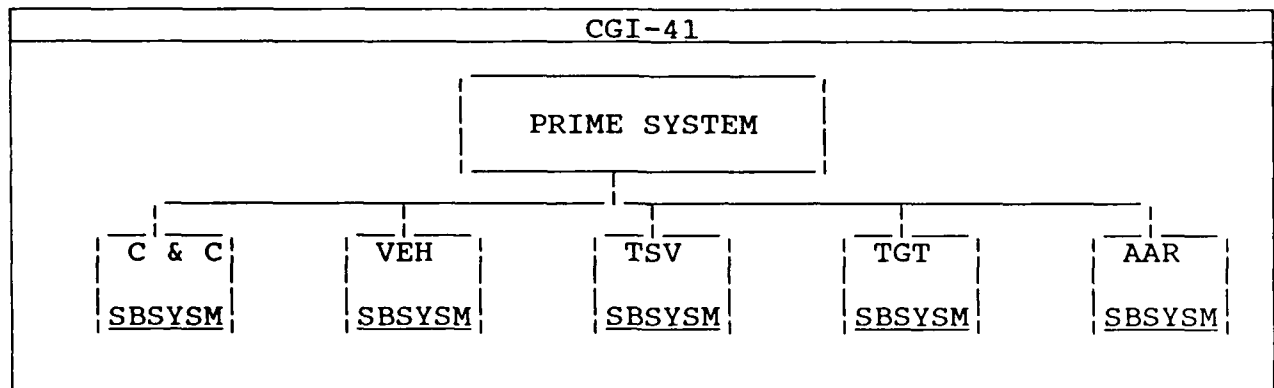 CGI-41
PRIME SYSTEM
C & C VEH TSV TGT AAR
SBSYSM SBSYSM SBSYSM SBSYSM SBSYSM